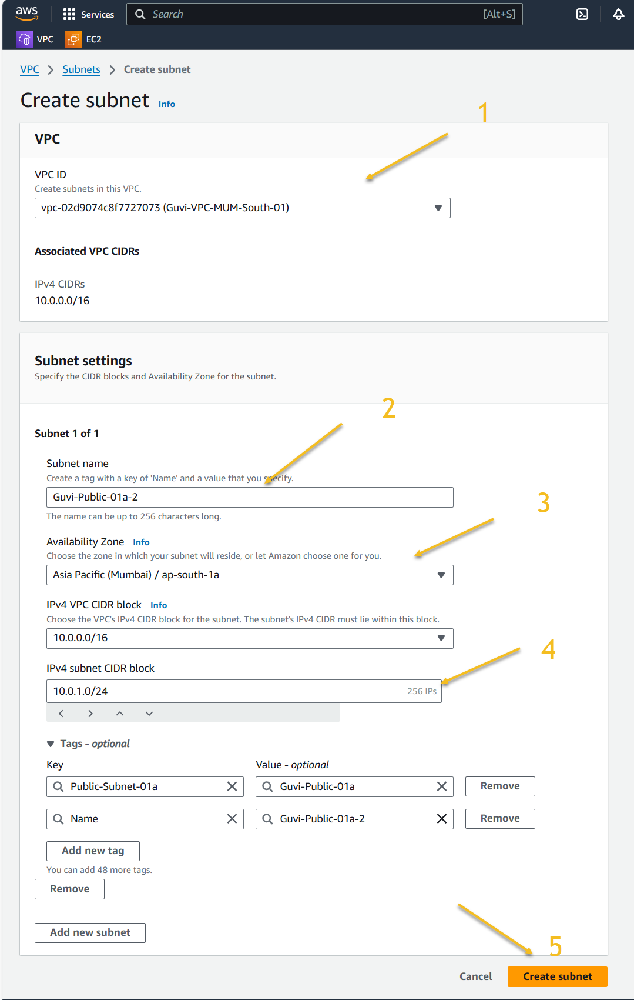 aws
Services
Search
[Alt+S]
VPC
EC2
VPC
Subnets
Create subnet
Create subnet
Info
1
VPC
VPC ID
Create subnets in this VPC.
vpc-02d9074c8f7727073 (Guvi-VPC-MUM-South-01)
Associated VPC CIDRs
IPv4 CIDRs
10.0.0.0/16
Subnet settings
Specify the CIDR blocks and Availability Zone for the subnet.
2
Subnet 1 of 1
Subnet name
Create a tag with a key of 'Name' and a value that you specify.
Guvi-Public-01a-2
The name can be up to 256 characters long.
3
Availability Zone
Info
Choose the zone in which your subnet will reside, or let Amazon choose one for you.
Asia Pacific (Mumbai) / ap-south-1a
IPv4 VPC CIDR block
Info
Choose the VPC's IPv4 CIDR block for the subnet. The subnet's IPv4 CIDR must lie within this block.
10.0.0.0/16
4
IPv4 subnet CIDR block
10.0.1.0/24
256 IPs
Tags - optional
Key
Value - optional
Public-Subnet-01a
Guvi-Public-01a
Remove
Name
Guvi-Public-01a-2
Remove
Add new tag
You can add 48 more tags.
Remove
Add new subnet
5
Cancel
Create subnet